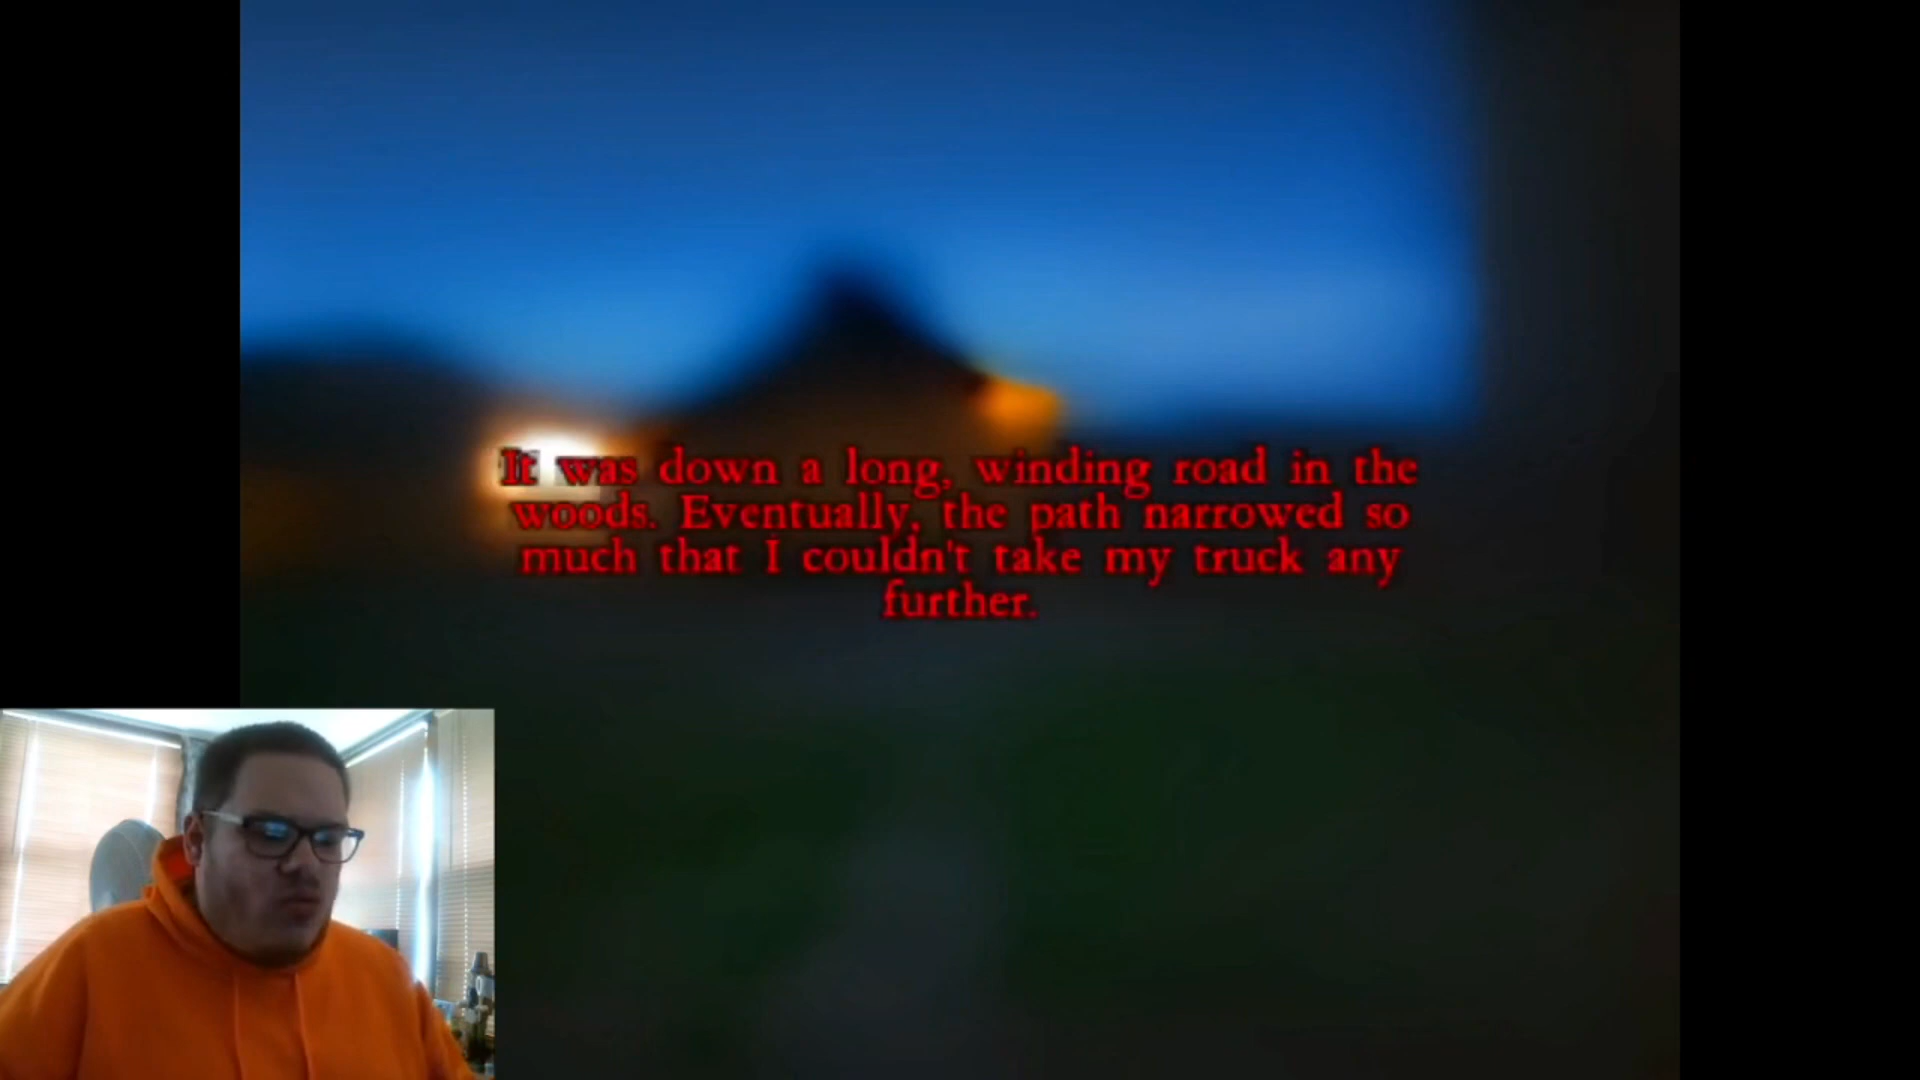 It was down a long, winding road in the
woods. Eventually, the path narrowed so
much that I couldn't take my truck any
further.